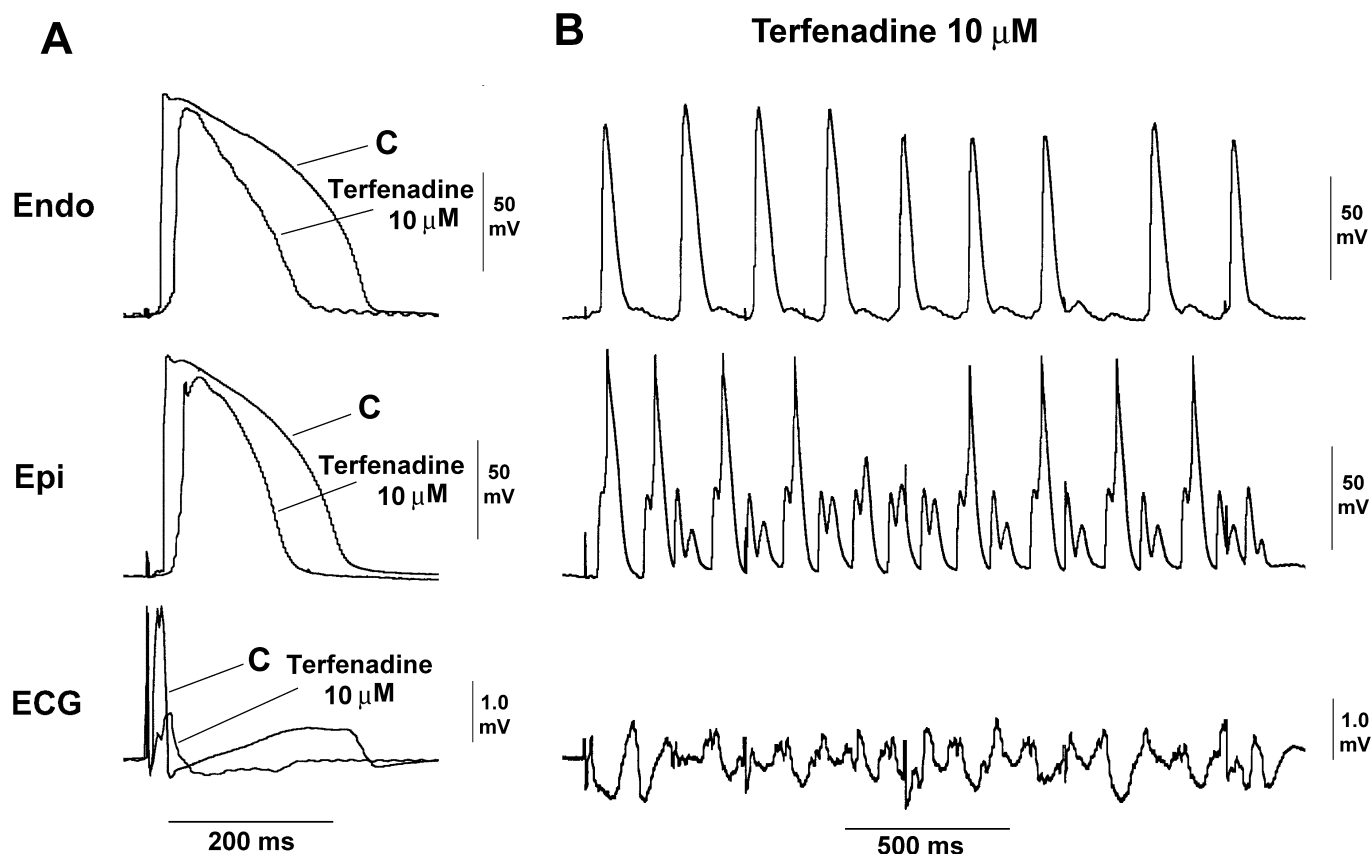 A
B
Terfenadine 10 μM
C
Endo
Terfenadine
10 μM
50
mV
50
mV
C
Epi
Terfenadine
10 μM
50
mV
50
mV
C
Terfenadine
10 μM
ECG
1.0
mV
1.0
mV
200 ms
500 ms